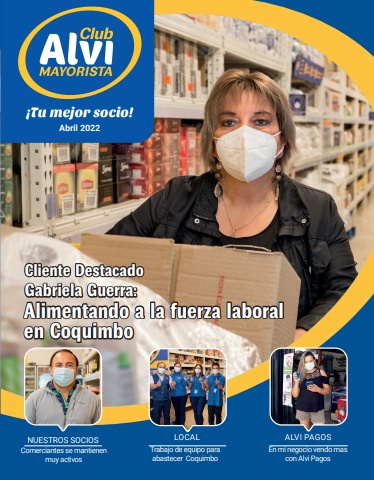 Club
Alvi
MAYORISTA
¡Tu mejor socio!
Abril 2022
Cliente Destacado
Gabriela Guerra:
Alimentando a la fuerza laboral
en Coquimbo
NUESTROS SOCIOS
Comerciantes se mantienen
muy activos
LOCAL
Trabajo de equipo para
abastecer Coquimbo
ALVI PAGOS
En mi negocio vendo mas
con Alvi Pagos